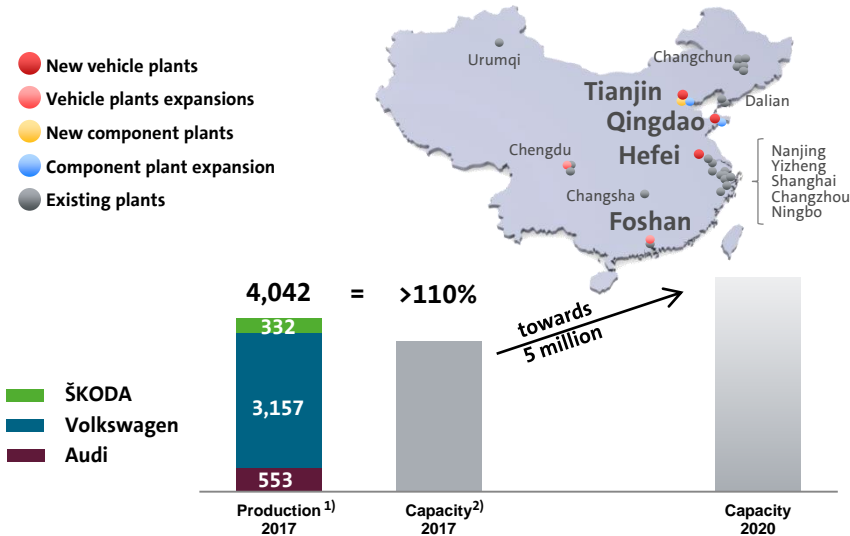 New vehicle plants
Vehicle plants expansions
New component plants
Component plant expansion
Existing plants
Urumqi
Changchun
Tianjin
Dalian
Qingdao
Chengdu
Hefei
Nanjing
Yizheng
Shanghai
Changzhou
Ningbo
Changsha
Foshan
4,042 = >110%
towards
5 million
332
3,157
553
ŠKODA
Volkswagen
Audi
Production 1)
2017
Capacity2)
2017
Capacity
2020